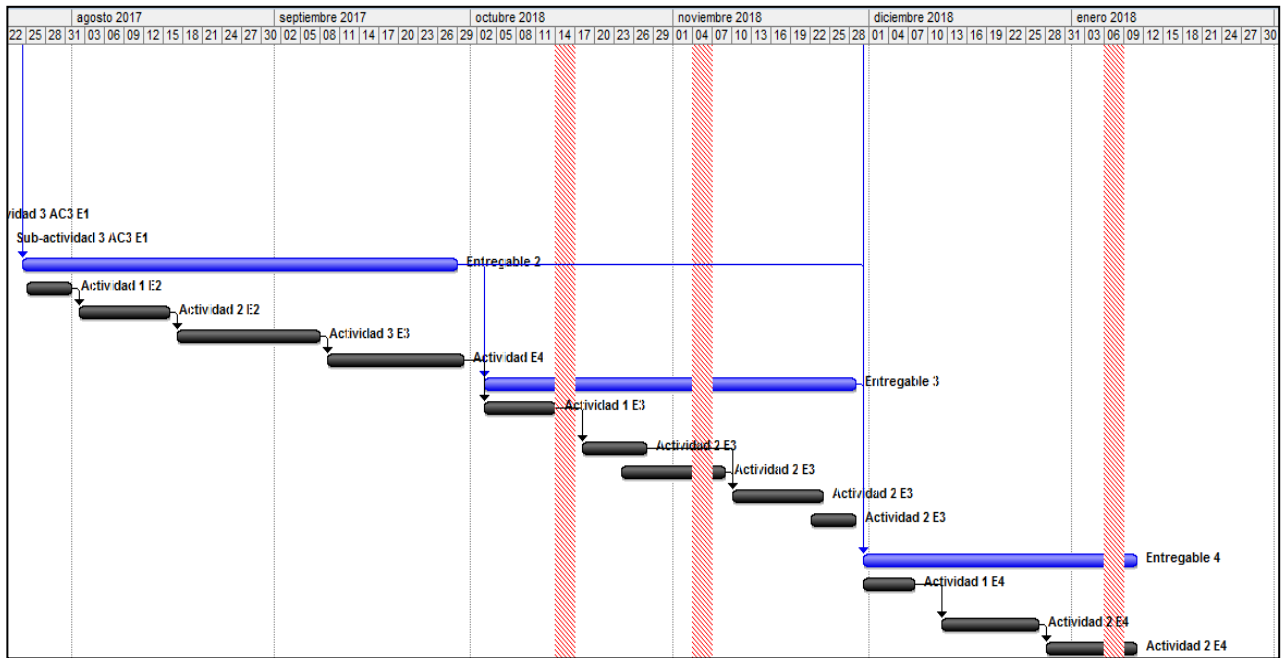 agosto 2017 septiembre 2017 octubre 2018 noviembre 2018 diciembre 2018 enero 2018
22 25 28 31 03 06 09 12 15 18 21 24 27 30 02 05 08 11 14 17 20 23 26 29 02 05 08 11 14 17 20 23 26 29 01 04 07 10 13 16 19 22 25 28 01 04 07 10 13 16 19 22 25 28 31 03 06 09 12 15 18 21 24 27 30
vidad 3 AC3 E1
Sub-actividad 3 AC3 E1
Entregable 2
Actividad 1 E2
Actividad 2 E2
Actividad 3 E3
Actividad E4
Entregable 3
Actividad 1 E3
Actividad 2 E3
Actividad 2 E3
Actividad 2 E3
Actividad 2 E3
Entregable 4
Actividad 1 E4
Actividad 2 E4
Actividad 2 E4